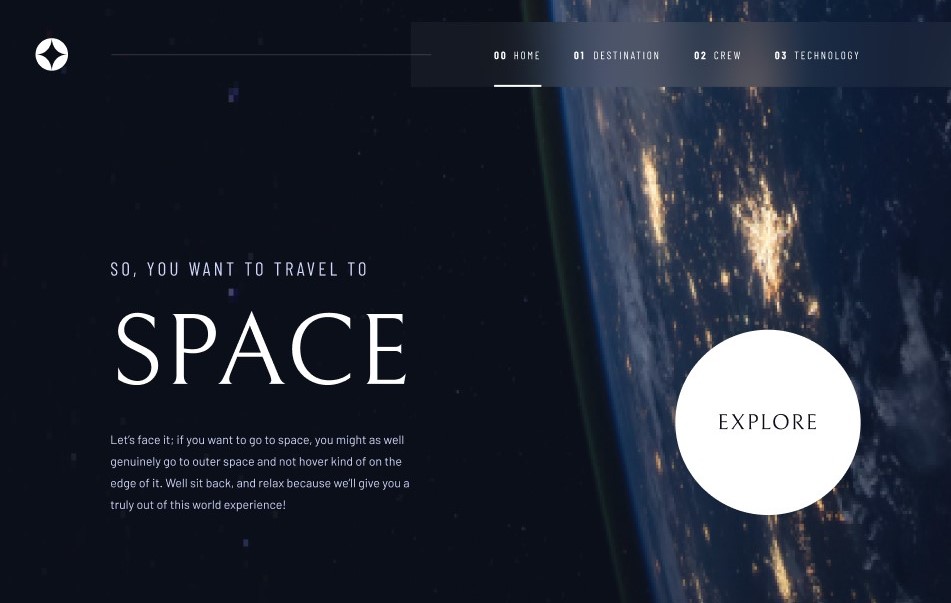 00 HOME 01 DESTINATION 02 CREW 03 TECHNOLOGY
SO, YOU WANT TO TRAVEL TO
SPACE
Let’s face it; if you want to go to space, you might as well
genuinely go to outer space and not hover kind of on the
edge of it. Well sit back, and relax because we’ll give you a
truly out of this world experience!
EXPLORE